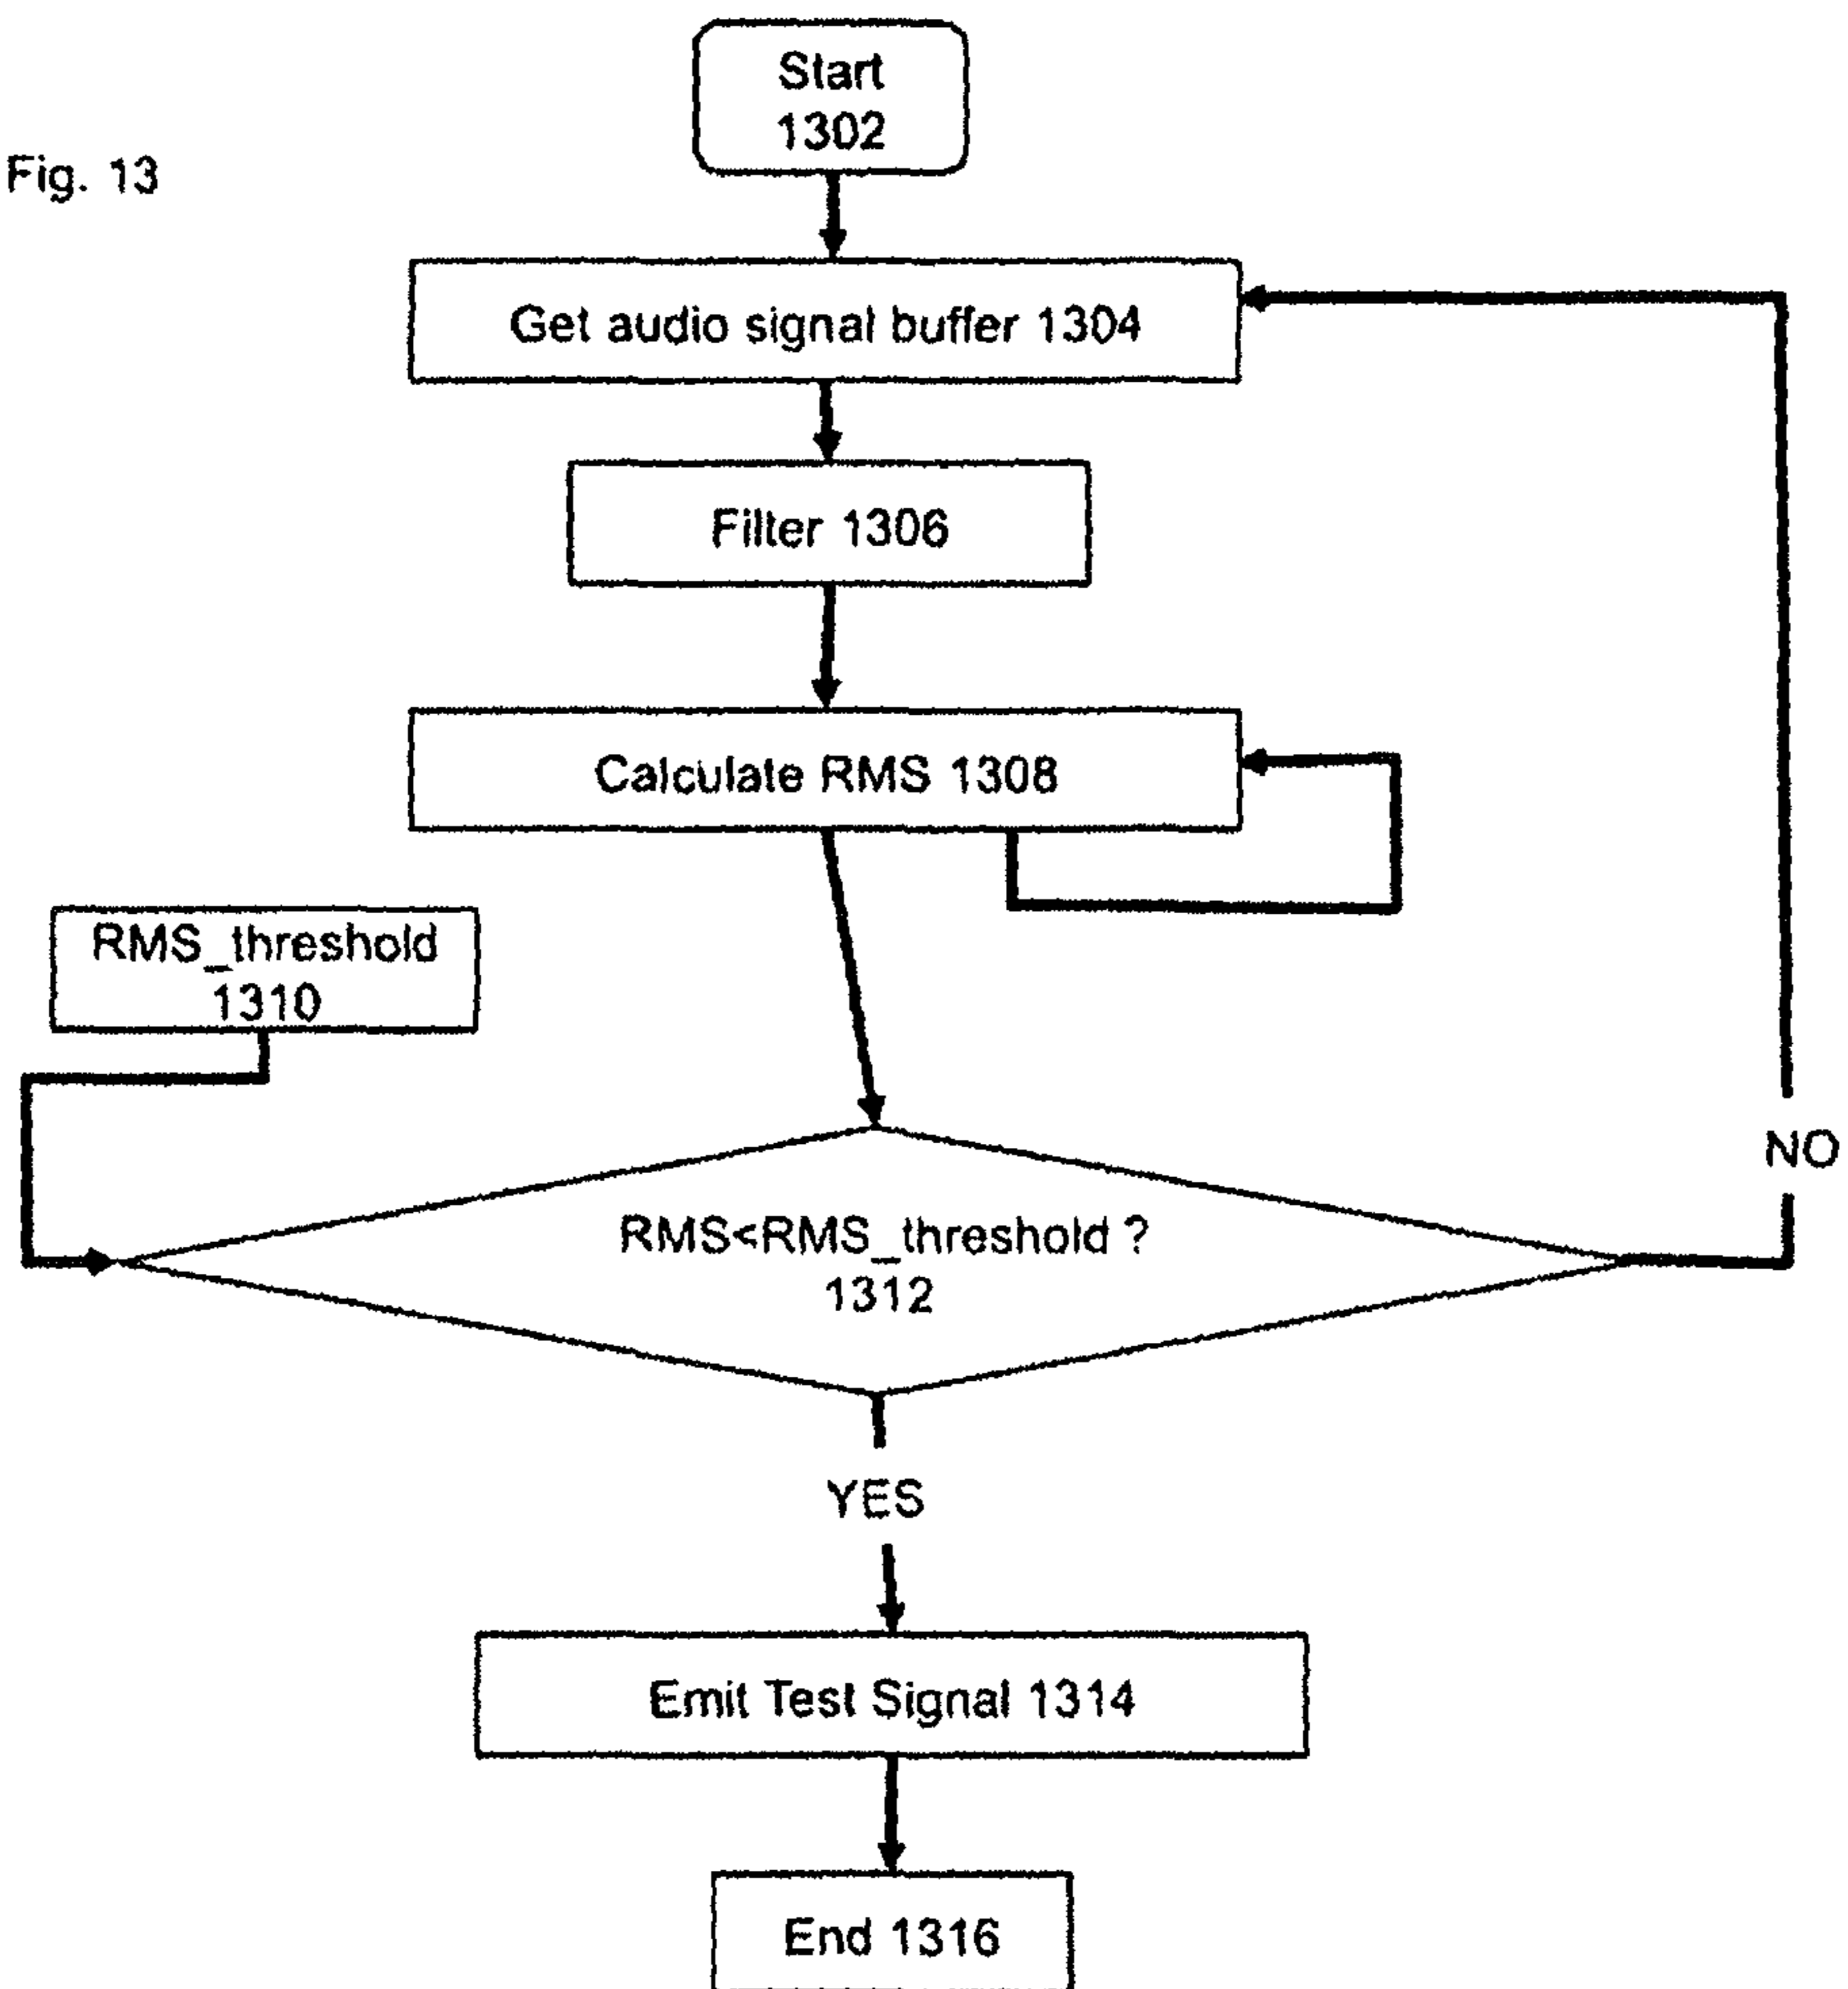 Start
1302
Fig. 13
Get audio signal buffer 1304
Filter 1306
Calculate RMS 1308
RMS_threshold
1310
NO
RMS<RMS_threshold ?
1312
YES
Emit Test Signal 1314
End 1316